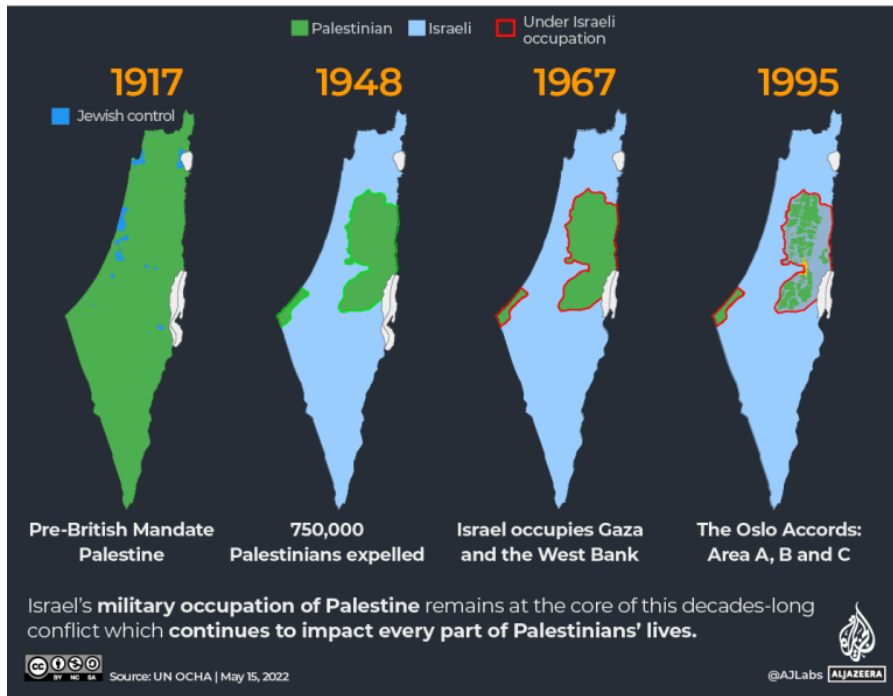 Palestinian
Israeli
Under Israeli
occupation
1917
1948
1967
1995
Jewish control
Pre-British Mandate
Palestine
750,000
Palestinians expelled
Israel occupies Gaza
and the West Bank
The Oslo Accords:
Area A, B and C
Israel's military occupation of Palestine remains at the core of this decades-long
conflict which continues to impact every part of Palestinians' lives.
cc
BY NC SA
Source: UN OCHA | May 15, 2022
@AJLabs
ALJAZEERA